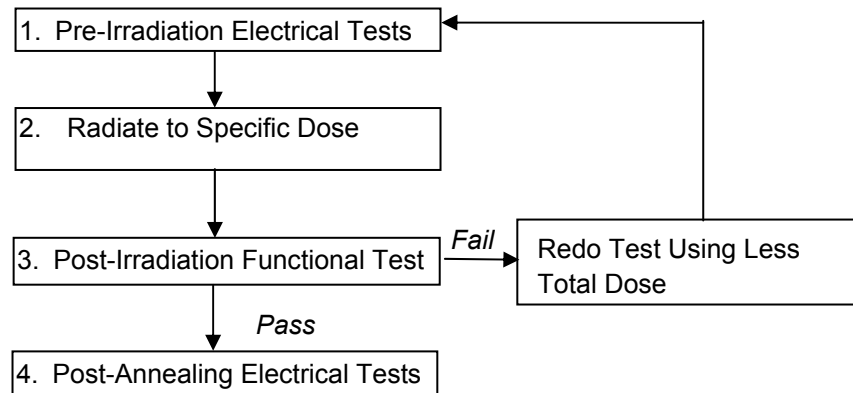 1. Pre-Irradiation Electrical Tests
2. Radiate to Specific Dose
3. Post-Irradiation Functional Test
Fail
Redo Test Using Less
Total Dose
Pass
4. Post-Annealing Electrical Tests